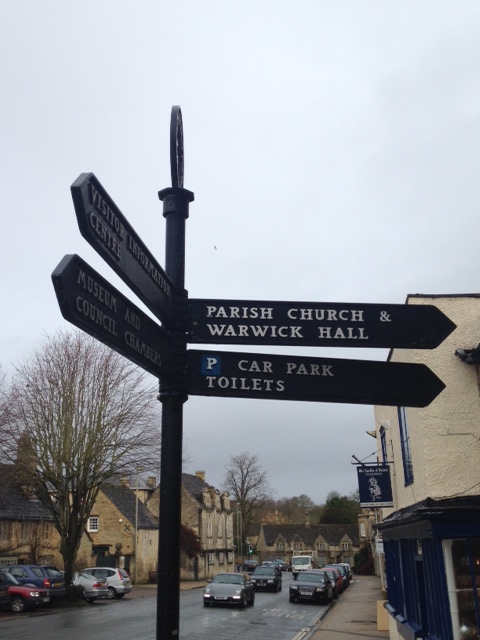 VISITOR INFORMATION
CENTRE
MUSEUM AND
COUNCIL CHAMBERS
PARISH CHURCH &
WARWICK HALL
P CAR PARK
TOILETS